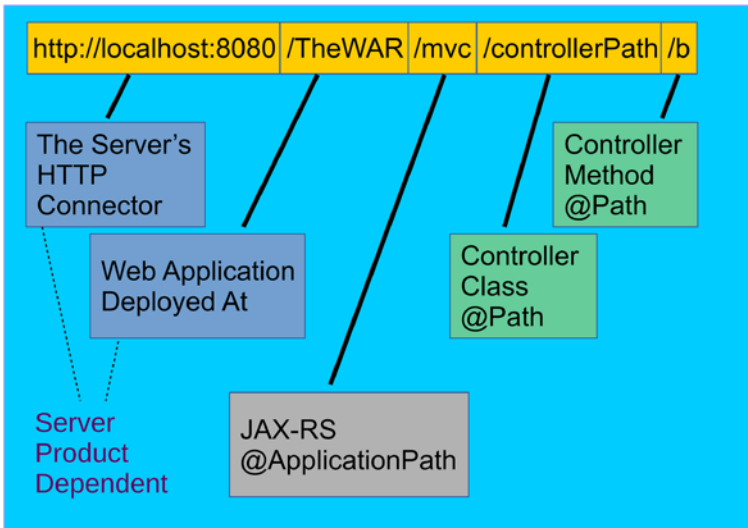 http://localhost:8080 /TheWAR /mvc /controllerPath /b
The Server's
HTTP
Connector
Controller
Method
@Path
Web Application
Deployed At
Controller
Class
@Path
JAX-RS
@ApplicationPath
Server
Product
Dependent